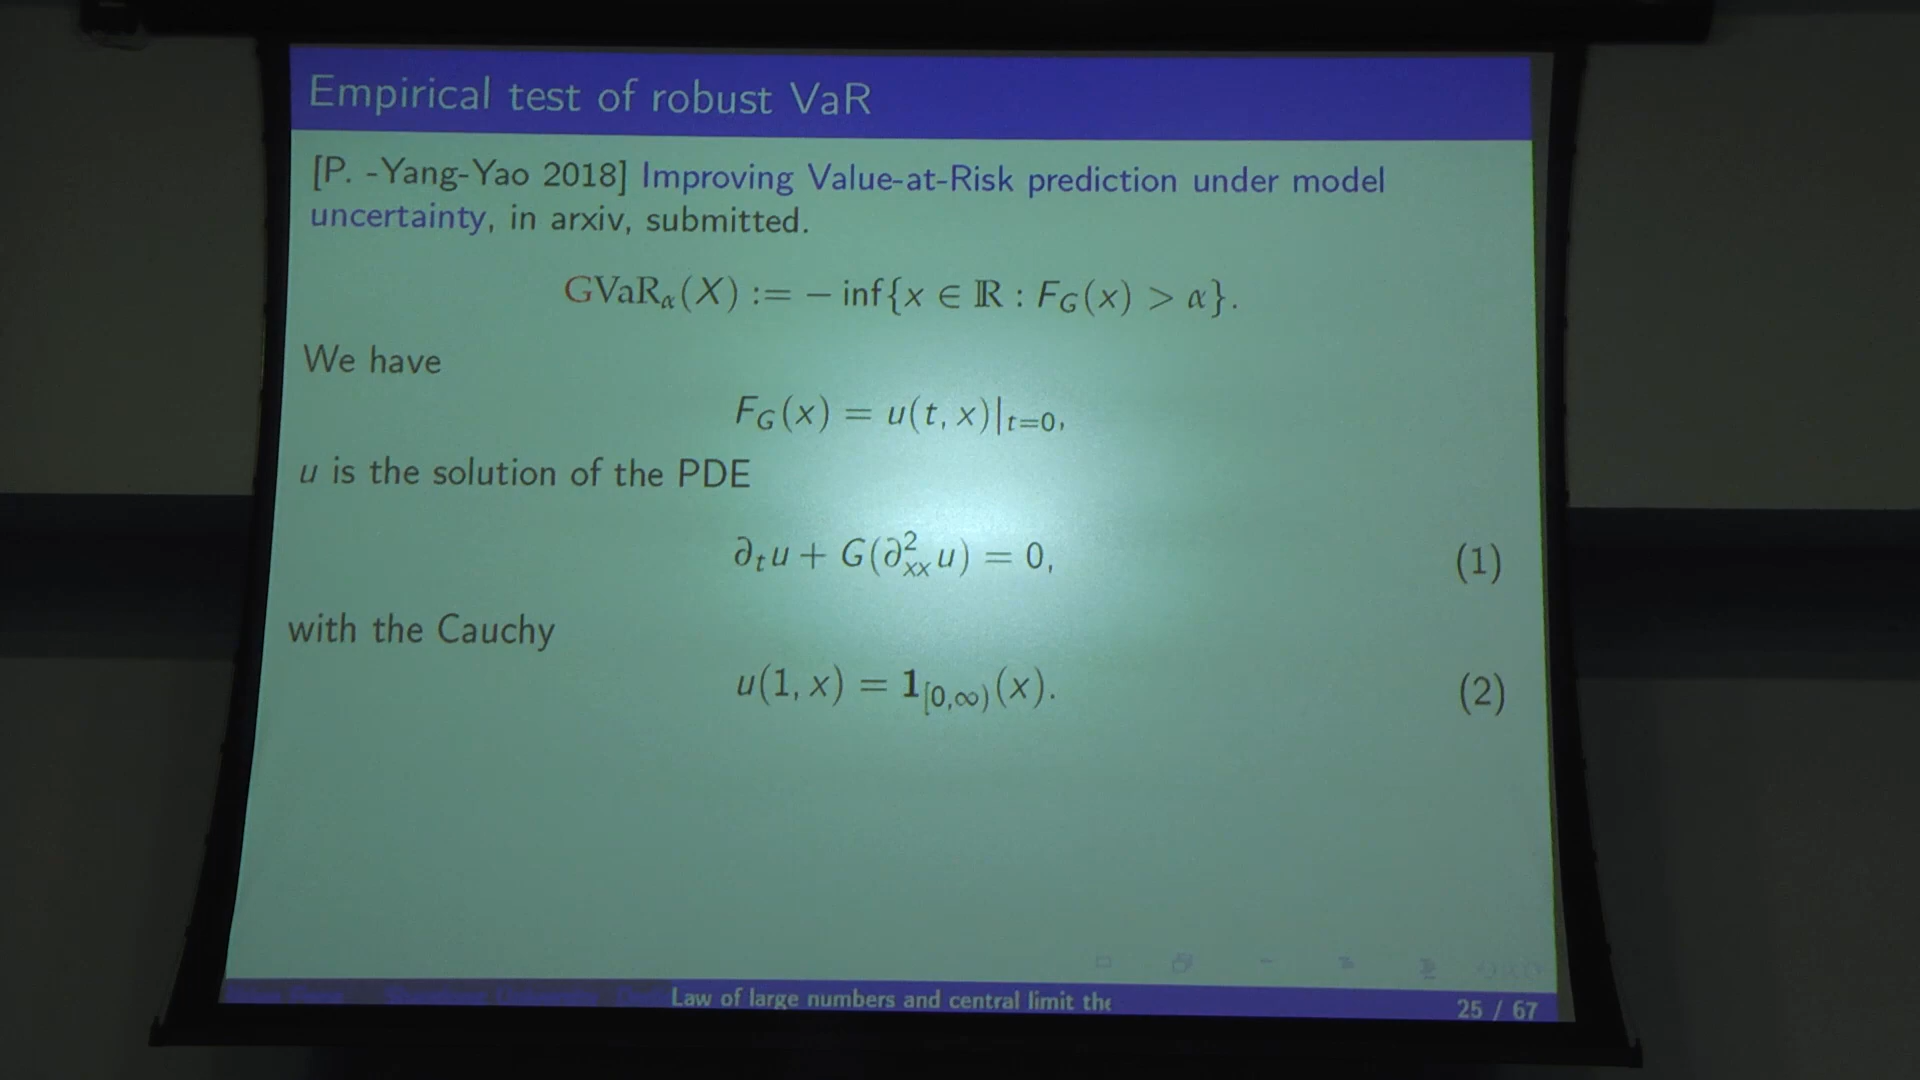 Empirical test of robust VaR
[P. -Yang-Yao 2018] Improving Value-at-Risk prediction under model
uncertainty, in arxiv, submitted.
GVaR_α(X) := − inf{x ∈ ℝ : F_G(x) > α}.
We have
F_G(x) = u(t, x)|_{t=0},
u is the solution of the PDE
∂_t u + G(∂²_{xx} u) = 0, (1)
with the Cauchy
u(1, x) = 1_{[0,∞)}(x). (2)
Law of large numbers and central limit the
25 / 67